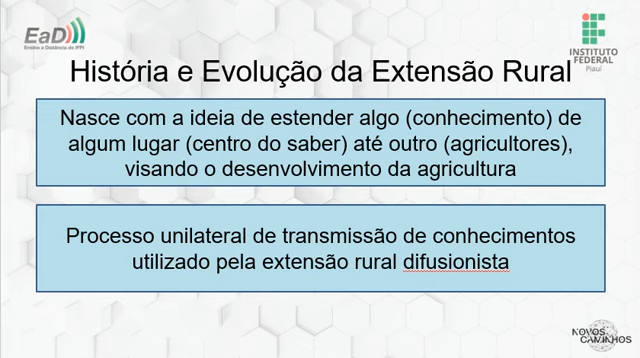 EaD
Ensino a Distância do IFPI
INSTITUTO
FEDERAL
Piauí
História e Evolução da Extensão Rural
Nasce com a ideia de estender algo (conhecimento) de
algum lugar (centro do saber) até outro (agricultores),
visando o desenvolvimento da agricultura
Processo unilateral de transmissão de conhecimentos
utilizado pela extensão rural difusionista
NOVOS
CAMINHOS